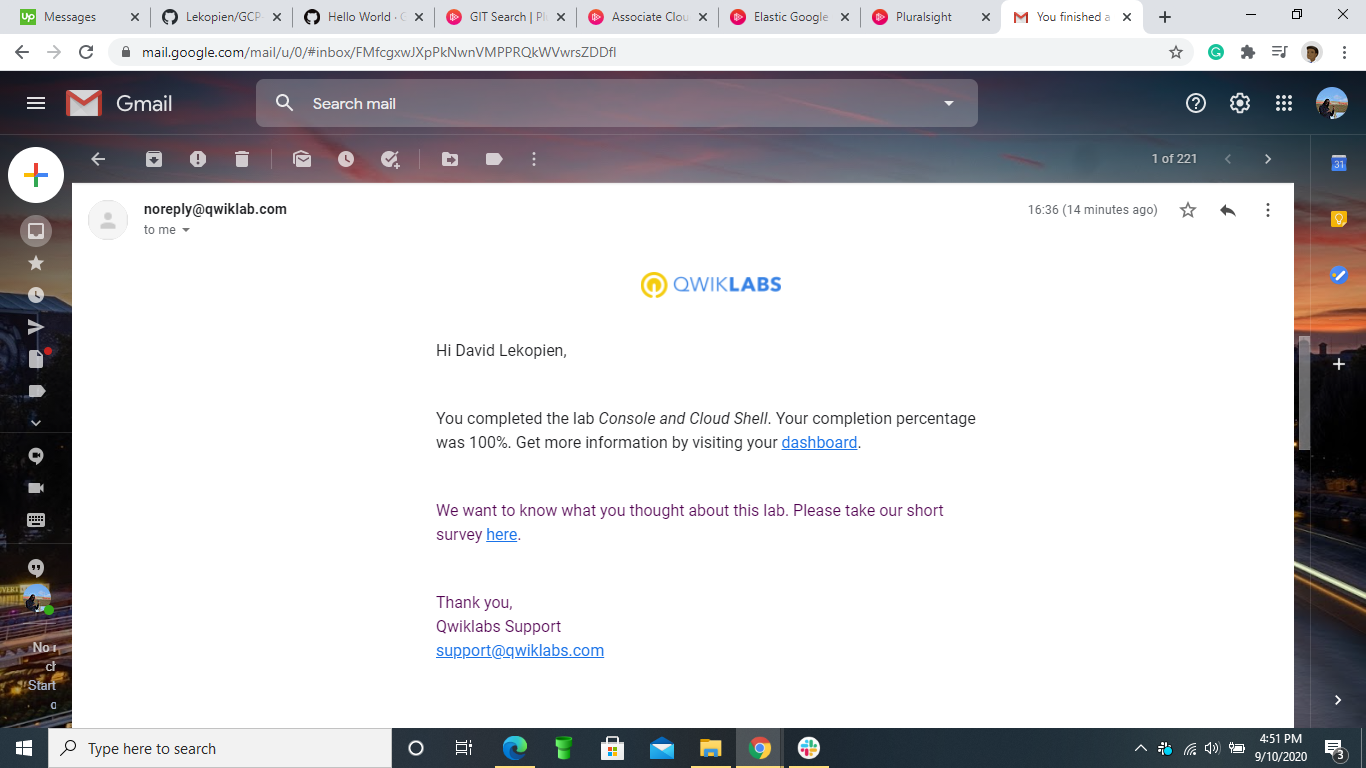 Messages
Lekopien/GCP-
Hello World · G
GIT Search | Pl
Associate Clou
Elastic Google
Pluralsight
You finished a
mail.google.com/mail/u/0/#inbox/FMfcgxwJXpPkNwnVMPPRQkWVwrsZDDfl
Gmail
Search mail
1 of 221
31
noreply@qwiklab.com
16:36 (14 minutes ago)
to me
QWIKLABS
Hi David Lekopien,
You completed the lab Console and Cloud Shell. Your completion percentage
was 100%. Get more information by visiting your dashboard.
We want to know what you thought about this lab. Please take our short
survey here.
Thank you,
Qwiklabs Support
support@qwiklabs.com
No
Start
Type here to search
4:51 PM
9/10/2020
3